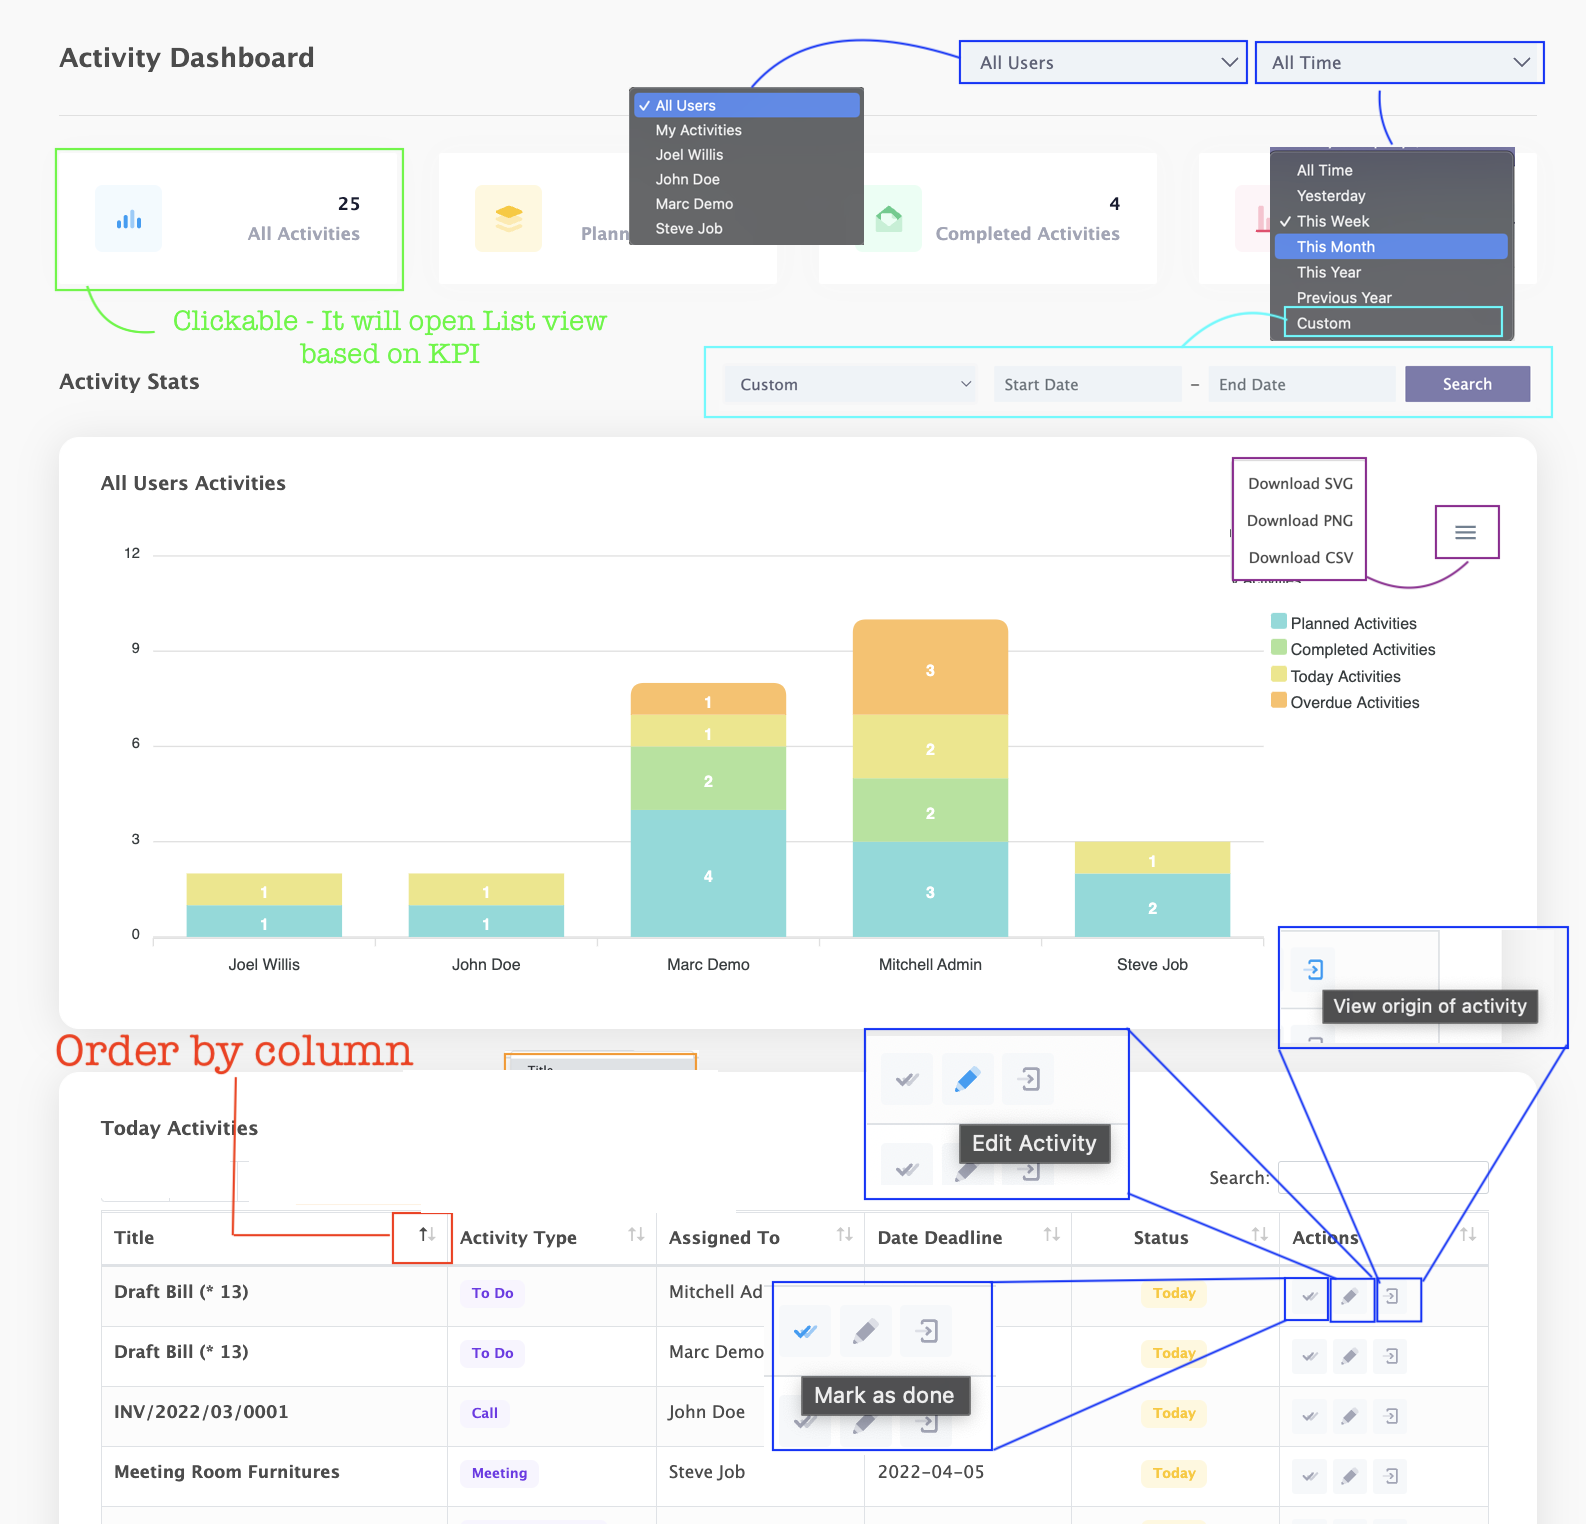 Activity Dashboard
All Users
All Time
All Users
My Activities
Joel Willis
John Doe
Marc Demo
Steve Job
All Time
Yesterday
This Week
This Month
This Year
Previous Year
Custom
25
All Activities
Plann
4
Completed Activities
Clickable - It will open List view
based on KPI
Activity Stats
Custom
Start Date
–
End Date
Search
All Users Activities
Download SVG
Download PNG
Download CSV
12
9
6
3
0
Planned Activities
Completed Activities
Today Activities
Overdue Activities
1
1
1
1
1
1
2
4
3
2
2
3
1
2
Joel Willis
John Doe
Marc Demo
Mitchell Admin
Steve Job
View origin of activity
Order by column
Title
Edit Activity
Today Activities
Search:
Title
Activity Type
Assigned To
Date Deadline
Status
Actions
Draft Bill (* 13)
To Do
Mitchell Ad
Today
Draft Bill (* 13)
To Do
Marc Demo
Today
Mark as done
INV/2022/03/0001
Call
John Doe
Today
Meeting Room Furnitures
Meeting
Steve Job
2022-04-05
Today